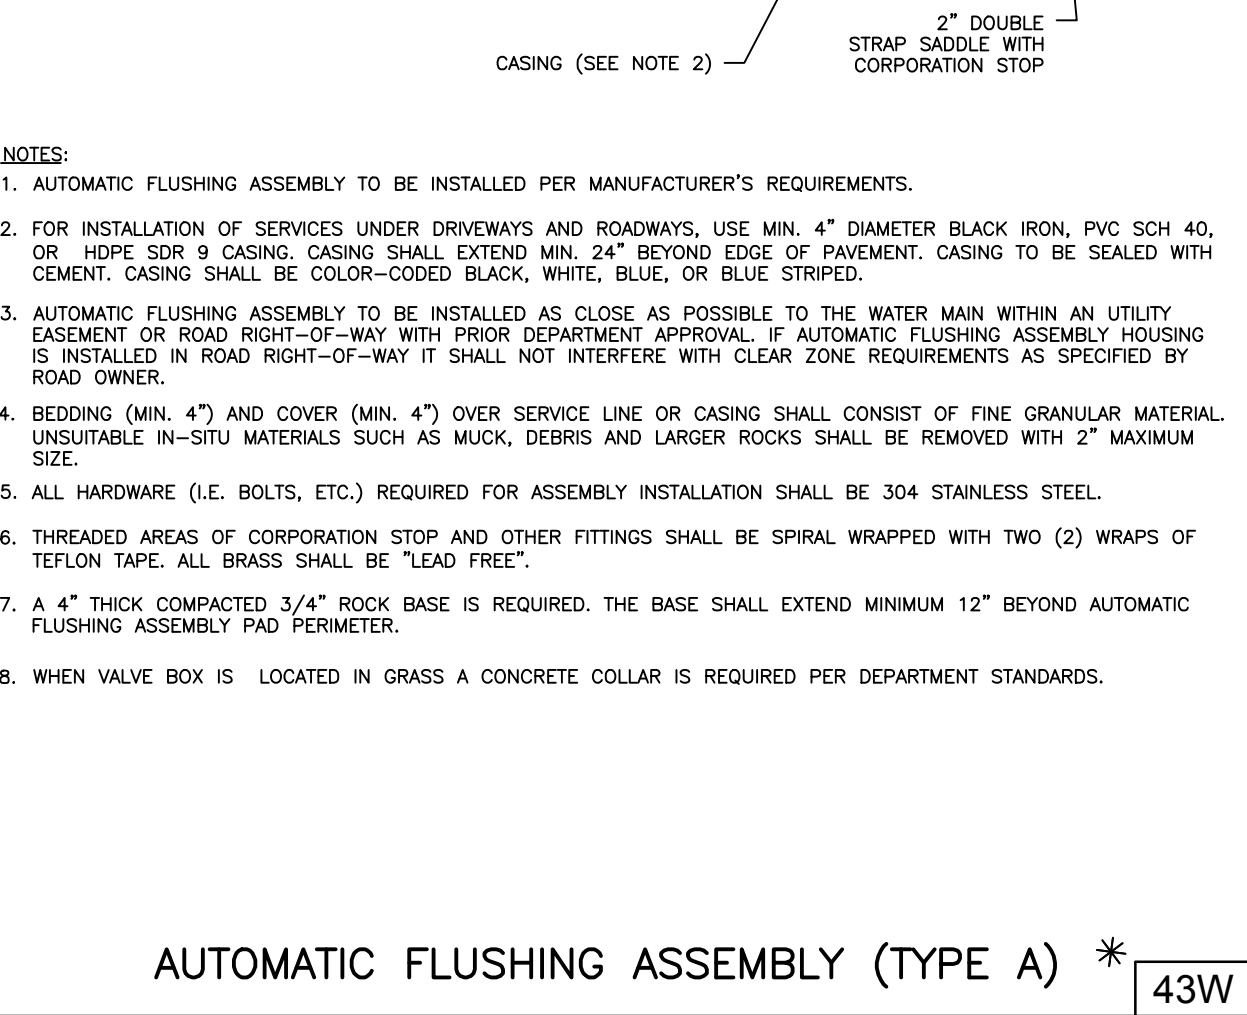 2" DOUBLE
STRAP SADDLE WITH
CORPORATION STOP
CASING (SEE NOTE 2)
NOTES:
1. AUTOMATIC FLUSHING ASSEMBLY TO BE INSTALLED PER MANUFACTURER'S REQUIREMENTS.
2. FOR INSTALLATION OF SERVICES UNDER DRIVEWAYS AND ROADWAYS, USE MIN. 4" DIAMETER BLACK IRON, PVC SCH 40,
OR HDPE SDR 9 CASING. CASING SHALL EXTEND MIN. 24" BEYOND EDGE OF PAVEMENT. CASING TO BE SEALED WITH
CEMENT. CASING SHALL BE COLOR-CODED BLACK, WHITE, BLUE, OR BLUE STRIPED.
3. AUTOMATIC FLUSHING ASSEMBLY TO BE INSTALLED AS CLOSE AS POSSIBLE TO THE WATER MAIN WITHIN AN UTILITY
EASEMENT OR ROAD RIGHT-OF-WAY WITH PRIOR DEPARTMENT APPROVAL. IF AUTOMATIC FLUSHING ASSEMBLY HOUSING
IS INSTALLED IN ROAD RIGHT-OF-WAY IT SHALL NOT INTERFERE WITH CLEAR ZONE REQUIREMENTS AS SPECIFIED BY
ROAD OWNER.
4. BEDDING (MIN. 4") AND COVER (MIN. 4") OVER SERVICE LINE OR CASING SHALL CONSIST OF FINE GRANULAR MATERIAL.
UNSUITABLE IN-SITU MATERIALS SUCH AS MUCK, DEBRIS AND LARGER ROCKS SHALL BE REMOVED WITH 2" MAXIMUM
SIZE.
5. ALL HARDWARE (I.E. BOLTS, ETC.) REQUIRED FOR ASSEMBLY INSTALLATION SHALL BE 304 STAINLESS STEEL.
6. THREADED AREAS OF CORPORATION STOP AND OTHER FITTINGS SHALL BE SPIRAL WRAPPED WITH TWO (2) WRAPS OF
TEFLON TAPE. ALL BRASS SHALL BE "LEAD FREE".
7. A 4" THICK COMPACTED 3/4" ROCK BASE IS REQUIRED. THE BASE SHALL EXTEND MINIMUM 12" BEYOND AUTOMATIC
FLUSHING ASSEMBLY PAD PERIMETER.
8. WHEN VALVE BOX IS LOCATED IN GRASS A CONCRETE COLLAR IS REQUIRED PER DEPARTMENT STANDARDS.
AUTOMATIC FLUSHING ASSEMBLY (TYPE A) *
43W